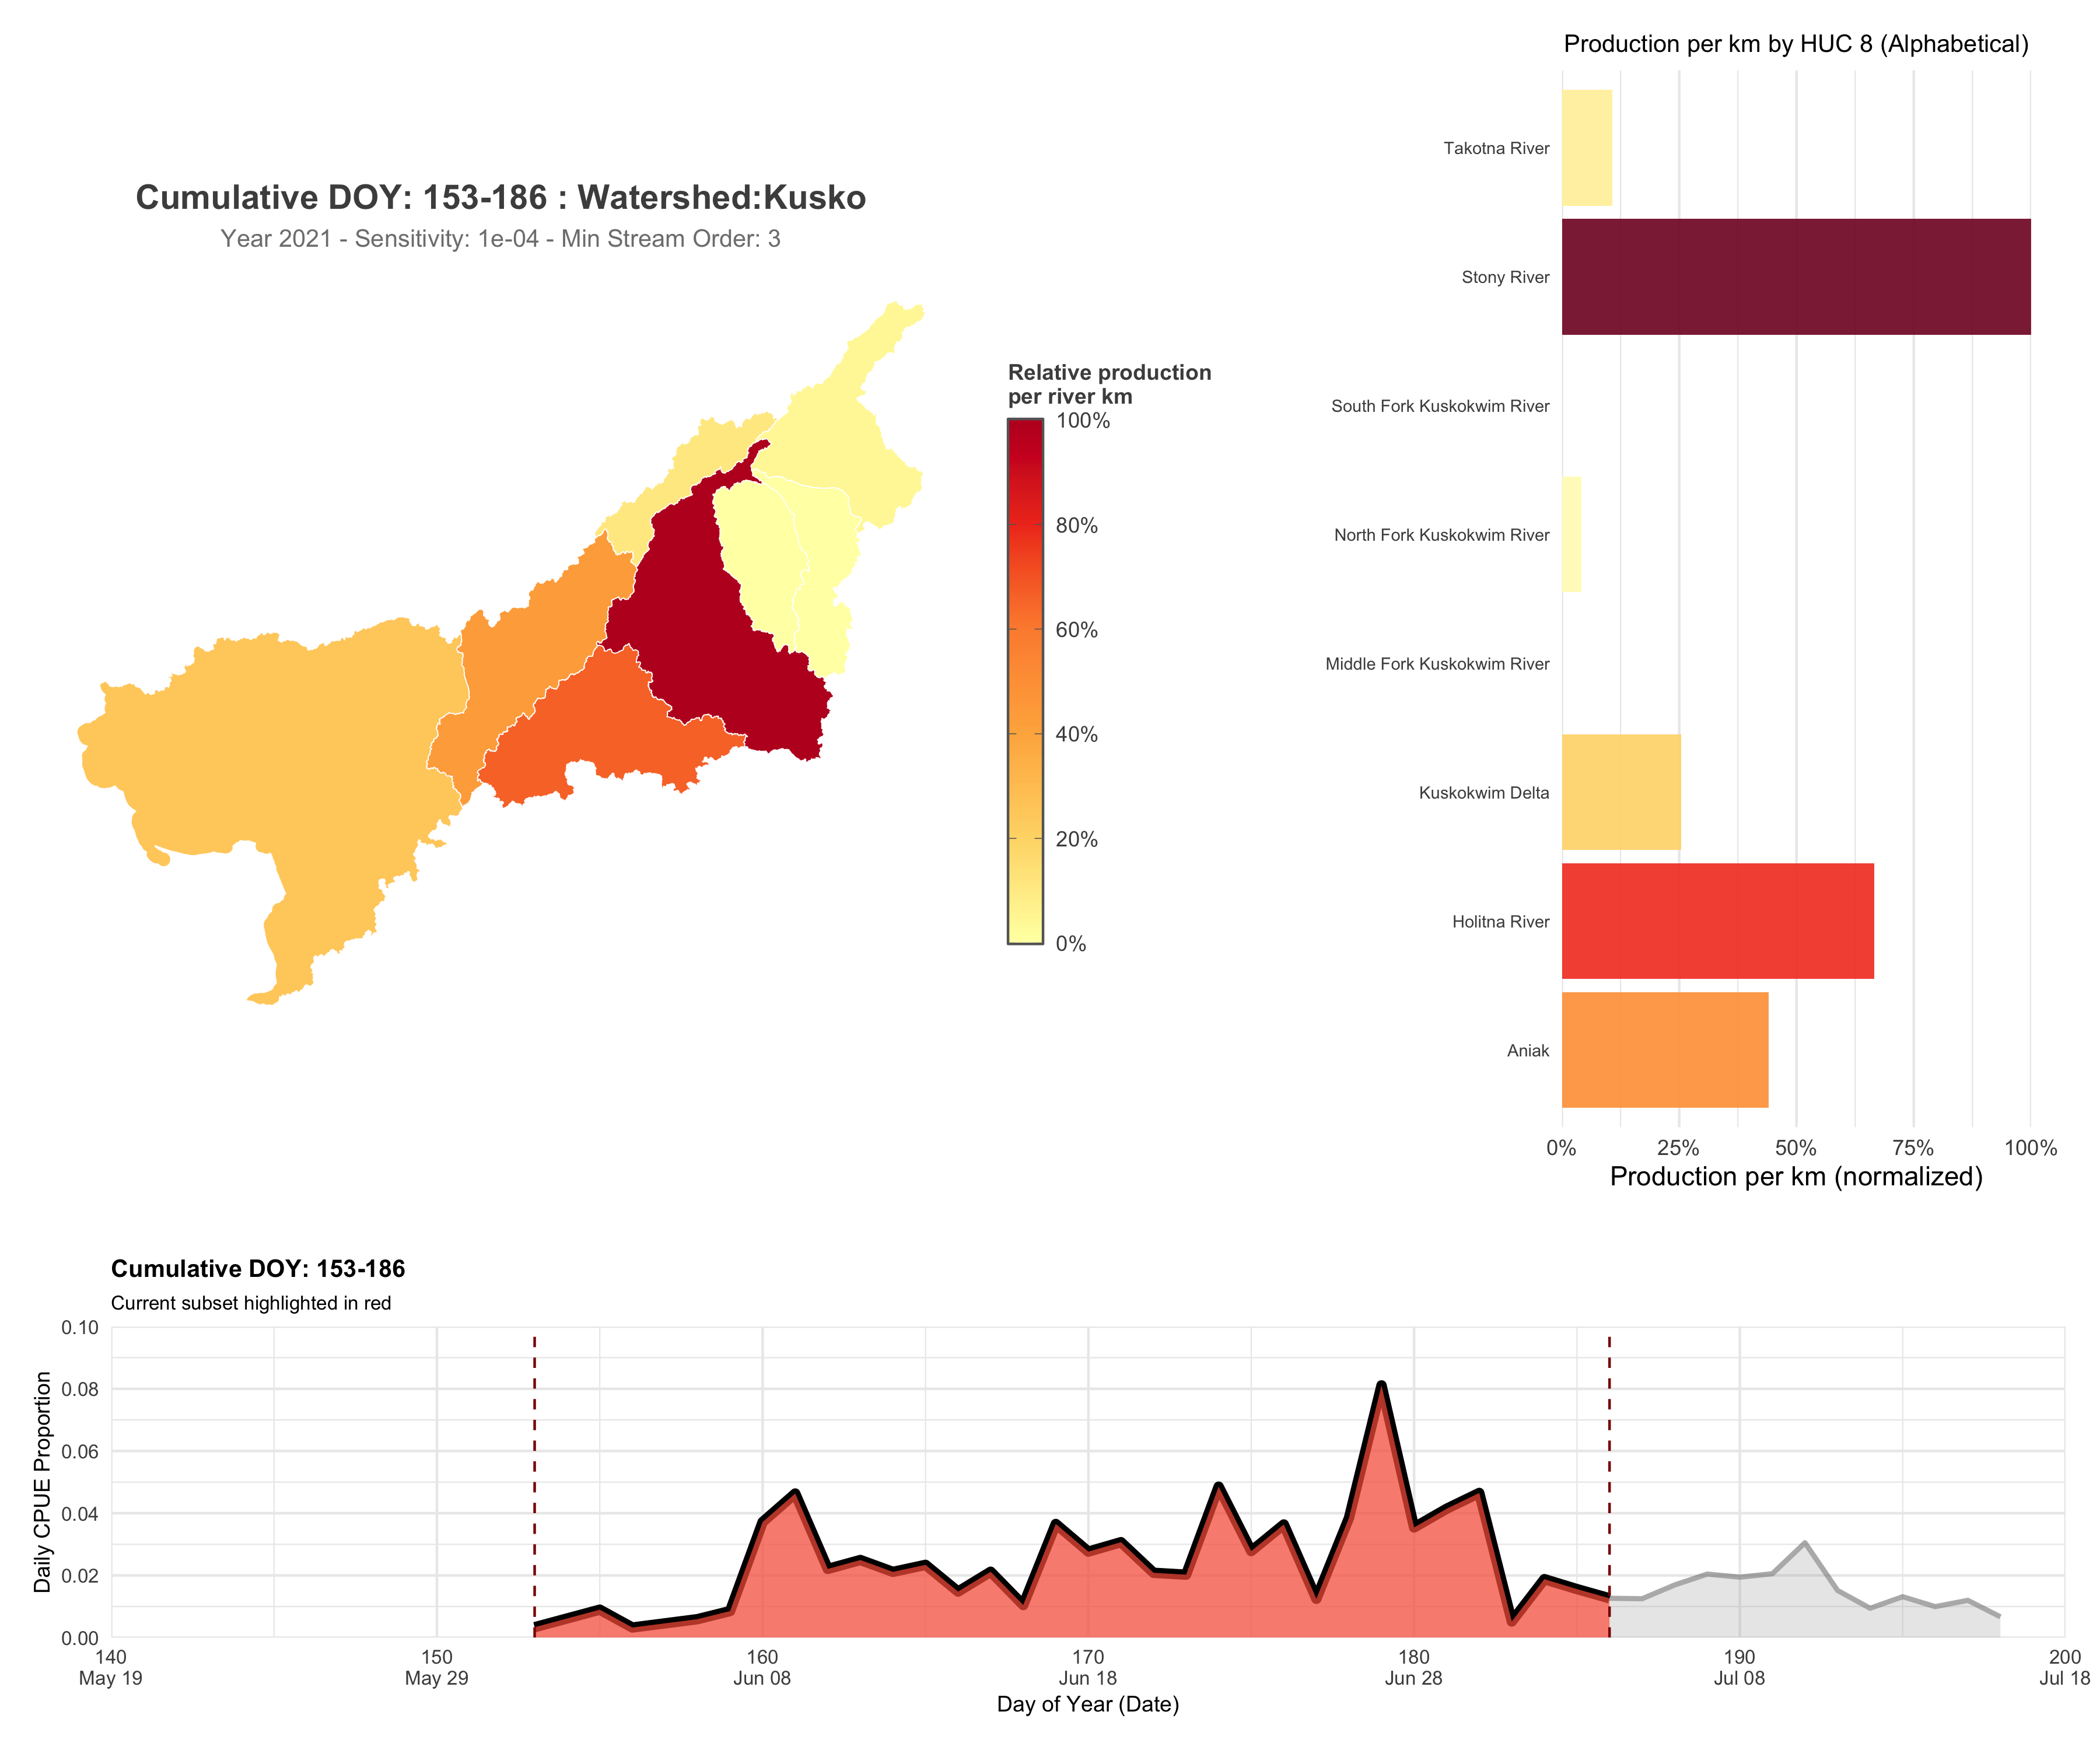 Production per km by HUC 8 (Alphabetical)
Takotna River
Stony River
South Fork Kuskokwim River
North Fork Kuskokwim River
Middle Fork Kuskokwim River
Kuskokwim Delta
Holitna River
Aniak
0%
25%
50%
75%
100%
Production per km (normalized)
Cumulative DOY: 153-186 : Watershed:Kusko
Year 2021 - Sensitivity: 1e-04 - Min Stream Order: 3
Relative production
per river km
100%
80%
60%
40%
20%
0%
Cumulative DOY: 153-186
Current subset highlighted in red
Daily CPUE Proportion
0.10
0.08
0.06
0.04
0.02
0.00
140
May 19
150
May 29
160
Jun 08
170
Jun 18
180
Jun 28
190
Jul 08
200
Jul 18
Day of Year (Date)